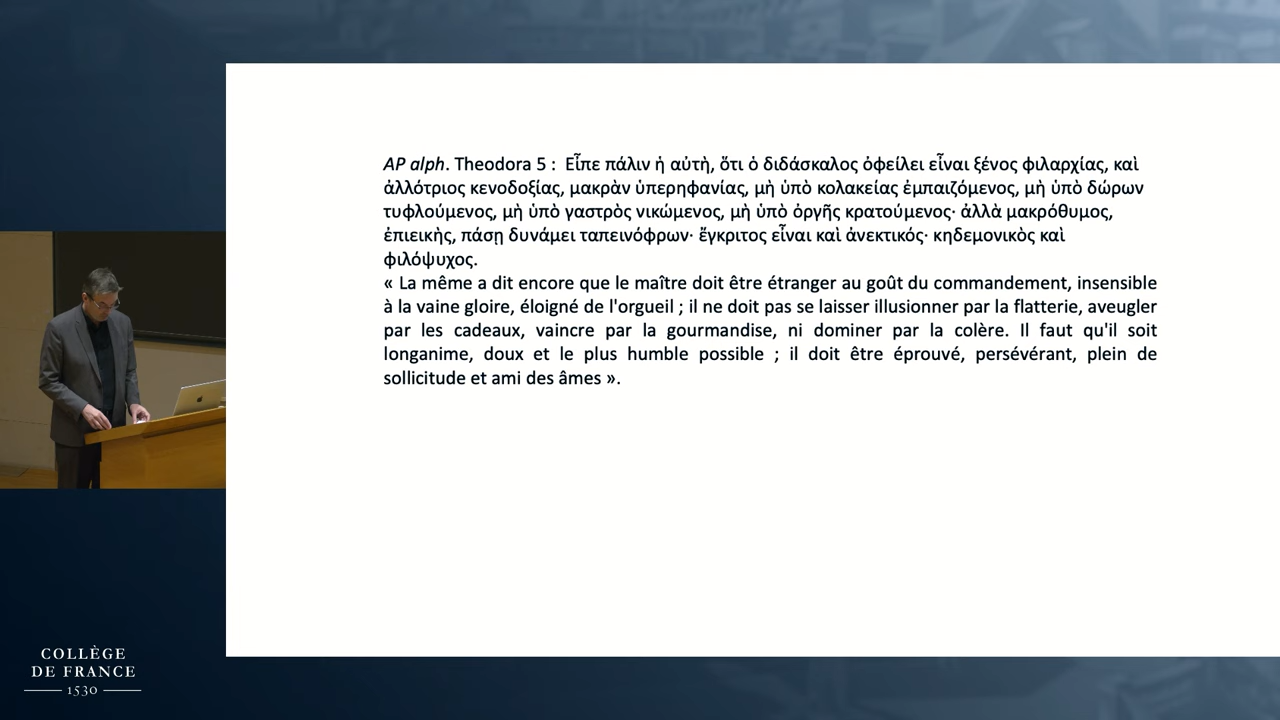 AP alph. Theodora 5 :  Εἶπε πάλιν ἡ αὐτὴ, ὅτι ὁ διδάσκαλος ὀφείλει εἶναι ξένος φιλαρχίας, καὶ
ἀλλότριος κενοδοξίας, μακρὰν ὑπερηφανίας, μὴ ὑπὸ κολακείας ἐμπαιζόμενος, μὴ ὑπὸ δώρων
τυφλούμενος, μὴ ὑπὸ γαστρὸς νικώμενος, μὴ ὑπὸ ὀργῆς κρατούμενος· ἀλλὰ μακρόθυμος,
ἐπιεικὴς, πάσῃ δυνάμει ταπεινόφρων· ἔγκριτος εἶναι καὶ ἀνεκτικός· κηδεμονικὸς καὶ
φιλόψυχος.
« La même a dit encore que le maître doit être étranger au goût du commandement, insensible
à la vaine gloire, éloigné de l'orgueil ; il ne doit pas se laisser illusionner par la flatterie, aveugler
par les cadeaux, vaincre par la gourmandise, ni dominer par la colère. Il faut qu'il soit
longanime, doux et le plus humble possible ; il doit être éprouvé, persévérant, plein de
sollicitude et ami des âmes ».
COLLÈGE
DE FRANCE
1530